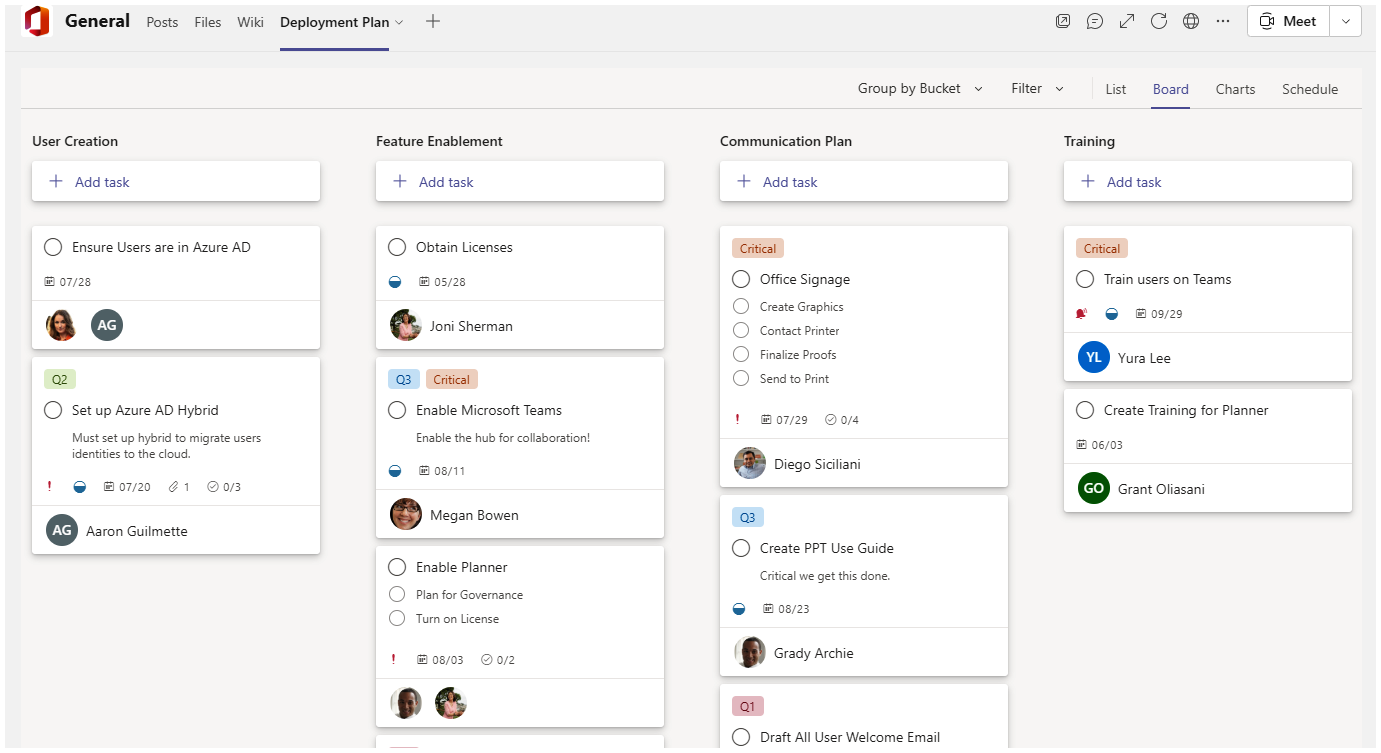 General Posts Files Wiki Deployment Plan Meet
Group by Bucket Filter List Board Charts Schedule
User Creation
Add task
Ensure Users are in Azure AD
07/28
AG
Q2
Set up Azure AD Hybrid
Must set up hybrid to migrate users
identities to the cloud.
! 07/20 1 0/3
AG Aaron Guilmette
Feature Enablement
Add task
Obtain Licenses
05/28
Joni Sherman
Q3 Critical
Enable Microsoft Teams
Enable the hub for collaboration!
08/11
Megan Bowen
Enable Planner
Plan for Governance
Turn on License
! 08/03 0/2
Communication Plan
Add task
Critical
Office Signage
Create Graphics
Contact Printer
Finalize Proofs
Send to Print
! 07/29 0/4
Diego Siciliani
Q3
Create PPT Use Guide
Critical we get this done.
08/23
Grady Archie
Q1
Draft All User Welcome Email
Training
Add task
Critical
Train users on Teams
09/29
YL Yura Lee
Create Training for Planner
06/03
GO Grant Oliasani